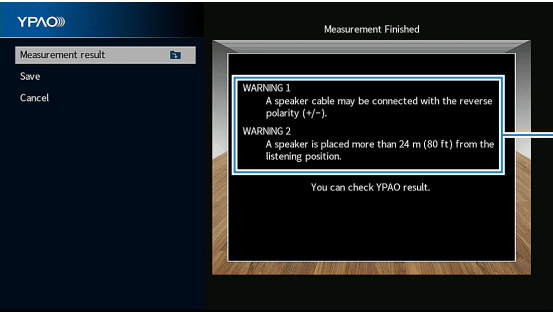 YPAO
Measurement Finished
Measurement result
Save
Cancel
WARNING 1
A speaker cable may be connected with the reverse
polarity (+/-).
WARNING 2
A speaker is placed more than 24 m (80 ft) from the
listening position.
You can check YPAO result.